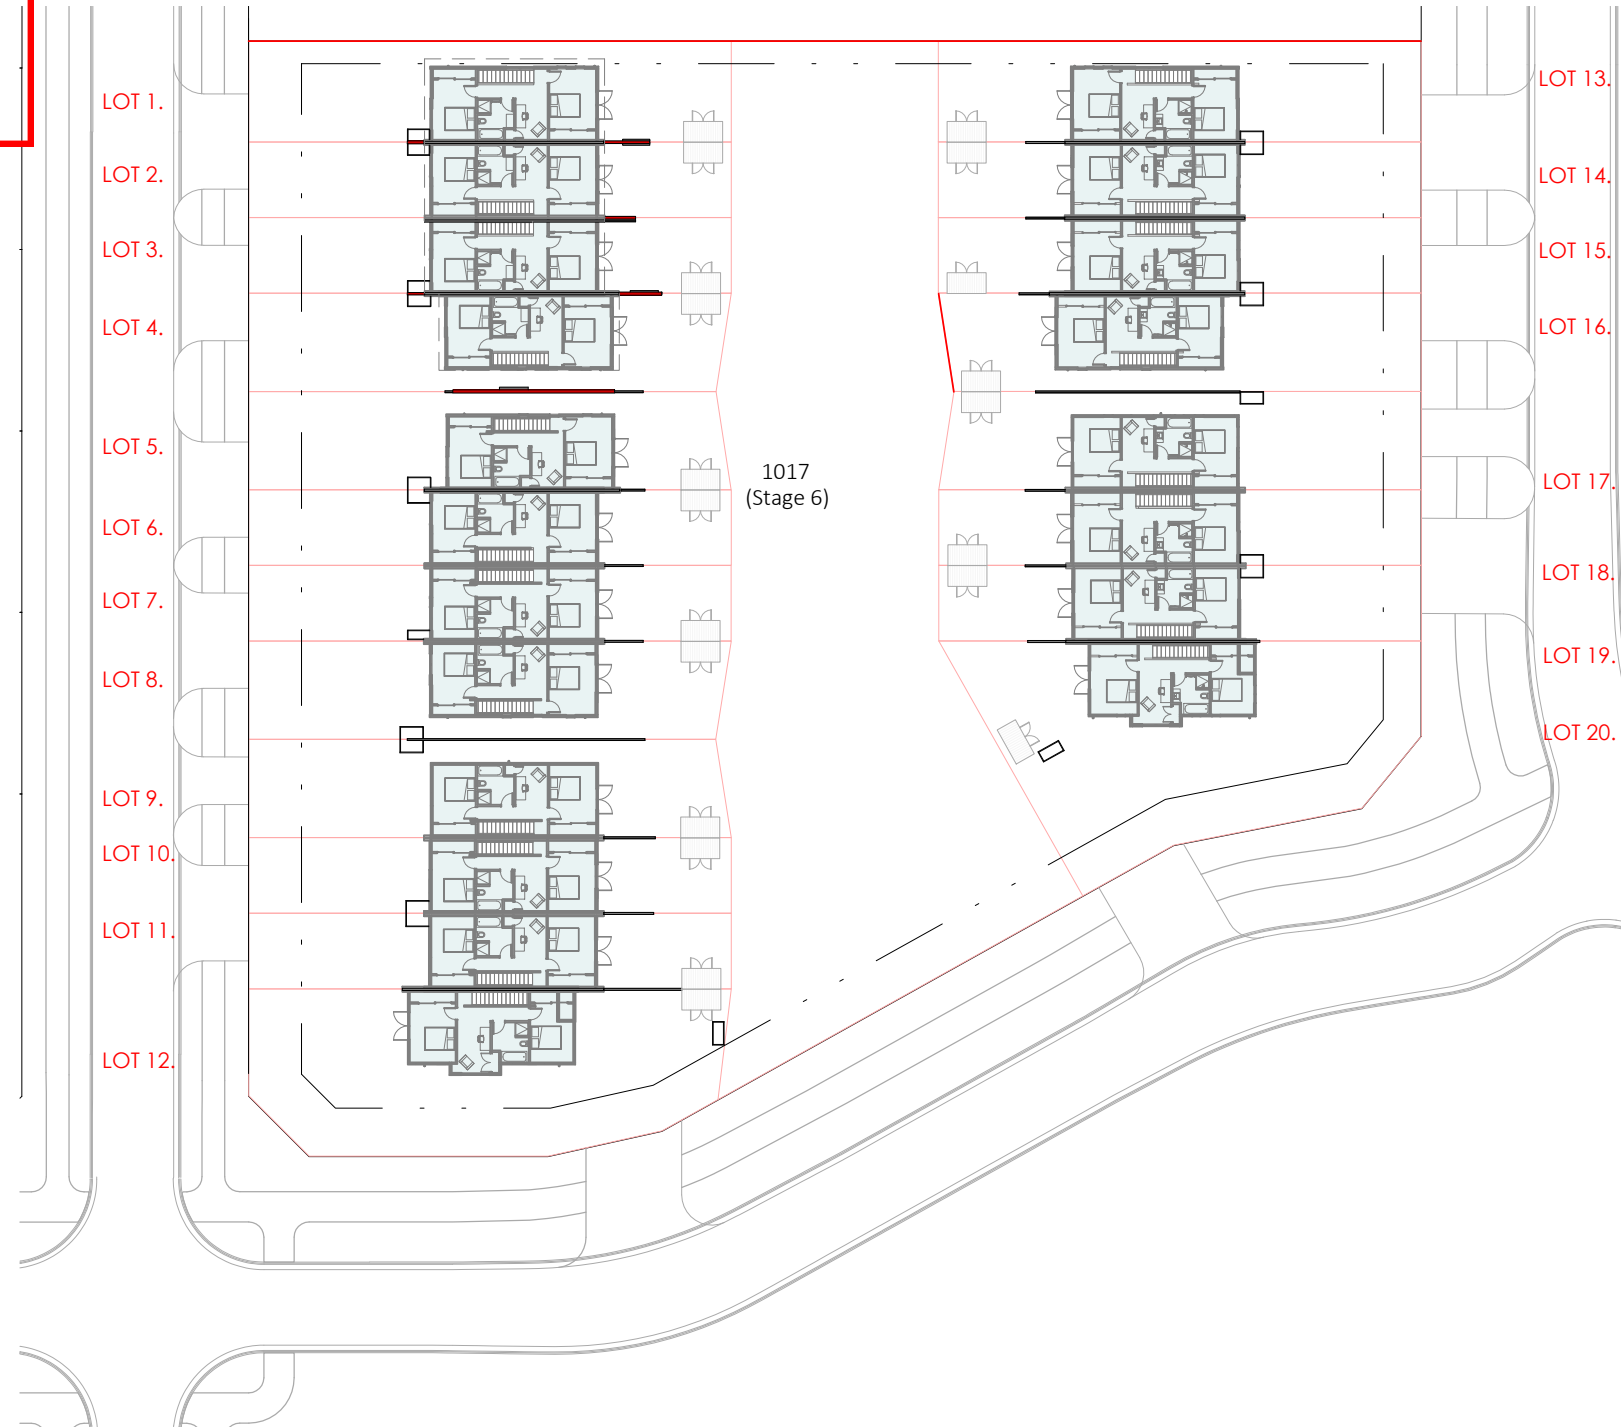 LOT 1.
LOT 2.
LOT 3.
LOT 4.
LOT 5.
LOT 6.
LOT 7.
LOT 8.
LOT 9.
LOT 10.
LOT 11.
LOT 12.
1017
(Stage 6)
LOT 13.
LOT 14.
LOT 15.
LOT 16.
LOT 17.
LOT 18.
LOT 19.
LOT 20.